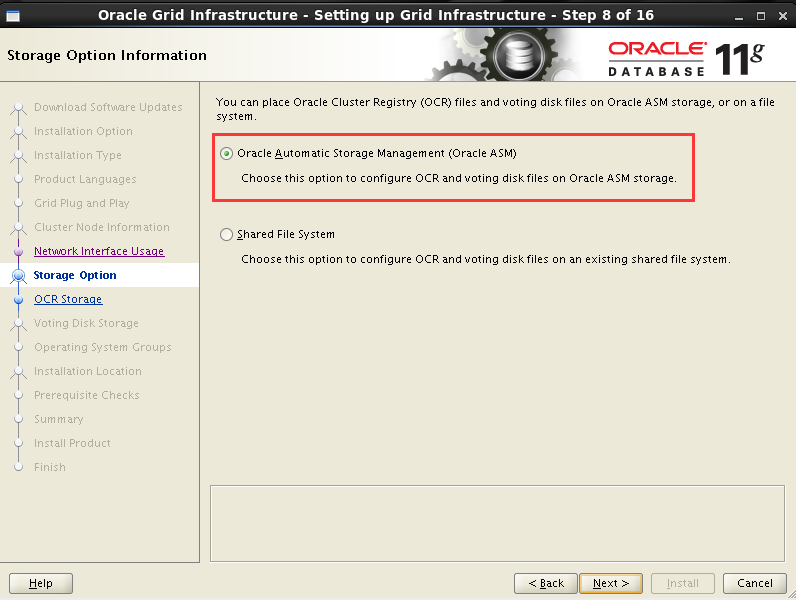 Oracle Grid Infrastructure - Setting up Grid Infrastructure - Step 8 of 16
Storage Option Information
ORACLE
DATABASE
11g
Download Software Updates
Installation Option
Installation Type
Product Languages
Grid Plug and Play
Cluster Node Information
Network Interface Usage
Storage Option
OCR Storage
Voting Disk Storage
Operating System Groups
Installation Location
Prerequisite Checks
Summary
Install Product
Finish
You can place Oracle Cluster Registry (OCR) files and voting disk files on Oracle ASM storage, or on a file
system.
Oracle Automatic Storage Management (Oracle ASM)
Choose this option to configure OCR and voting disk files on Oracle ASM storage.
Shared File System
Choose this option to configure OCR and voting disk files on an existing shared file system.
Help
< Back
Next >
Install
Cancel